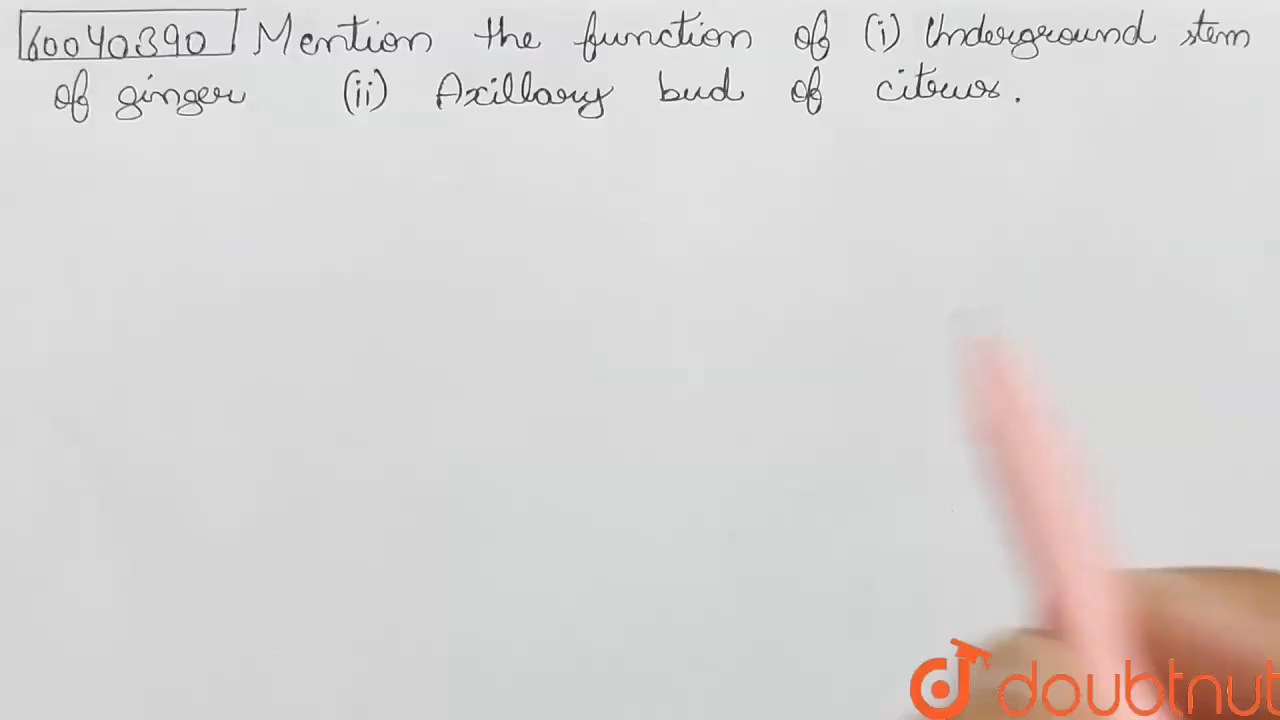 60040390 Mention the function of (i) Underground stem
of ginger (ii) Axillary bud of citrus.
doubtnut